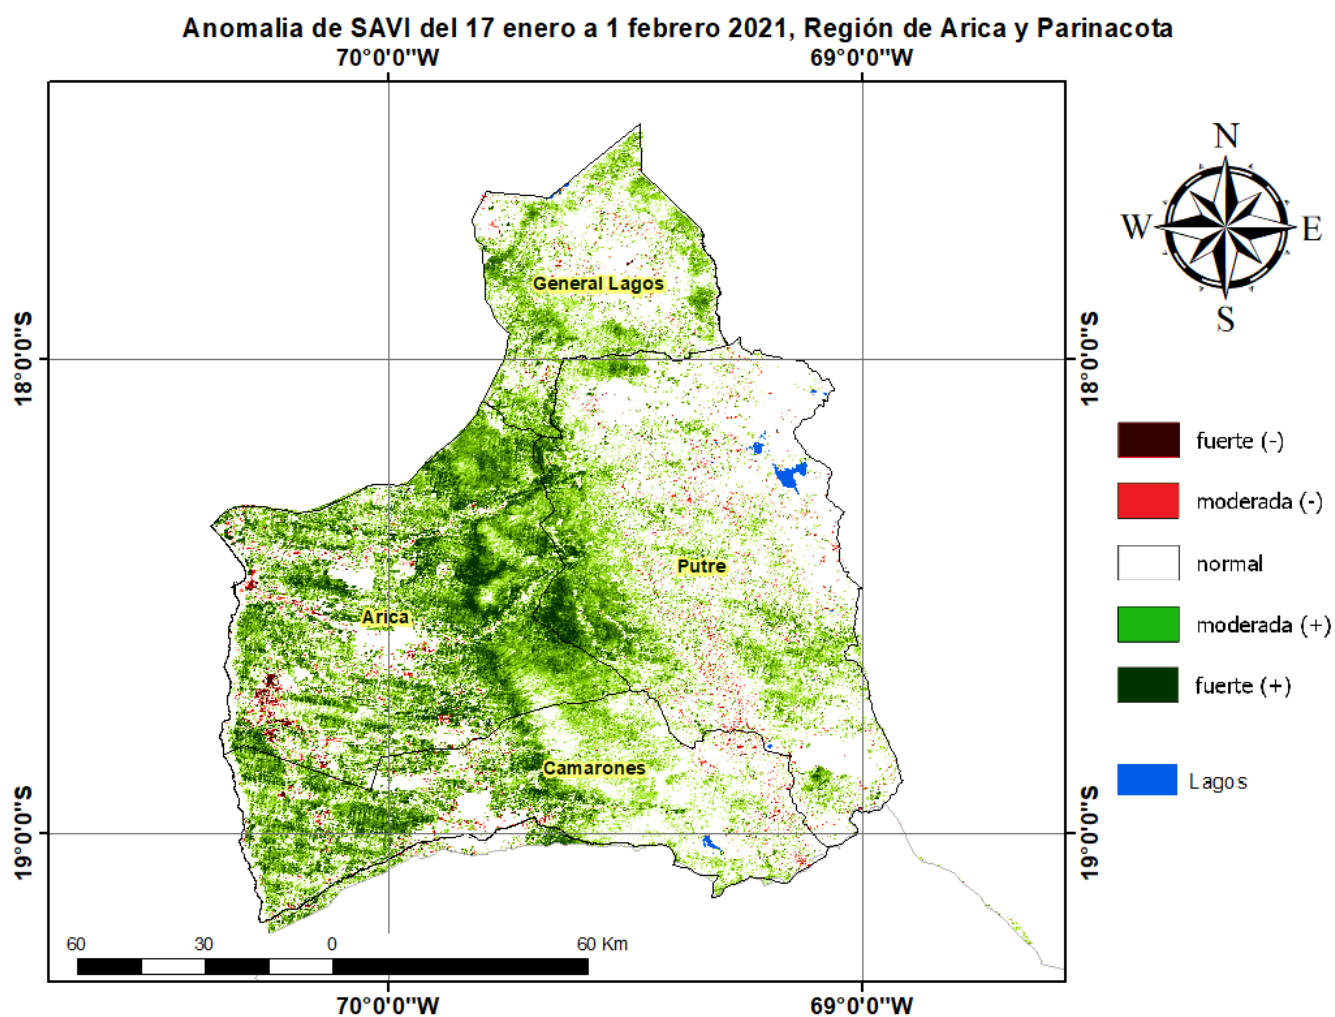 Anomalia de SAVI del 17 enero a 1 febrero 2021, Región de Arica y Parinacota
70°0'0"W 69°0'0"W
N
W E
S
General Lagos
18°0'0"S 18°0'0"S
fuerte (-)
moderada (-)
normal
Putre
Arica
moderada (+)
fuerte (+)
Camarones
Lagos
19°0'0"S 19°0'0"S
60 30 0 60 Km
70°0'0"W 69°0'0"W